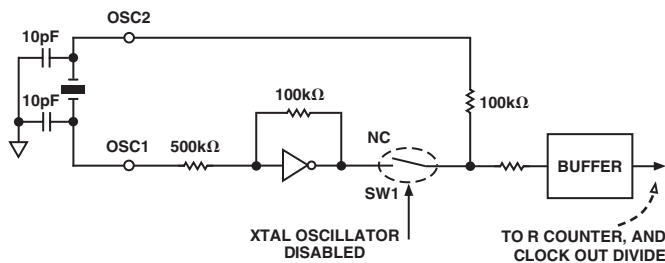 OSC2
10pF
10pF
100kΩ
100kΩ
OSC1
500kΩ
NC
SW1
BUFFER
XTAL OSCILLATOR
DISABLED
TO R COUNTER, AND
CLOCK OUT DIVIDE